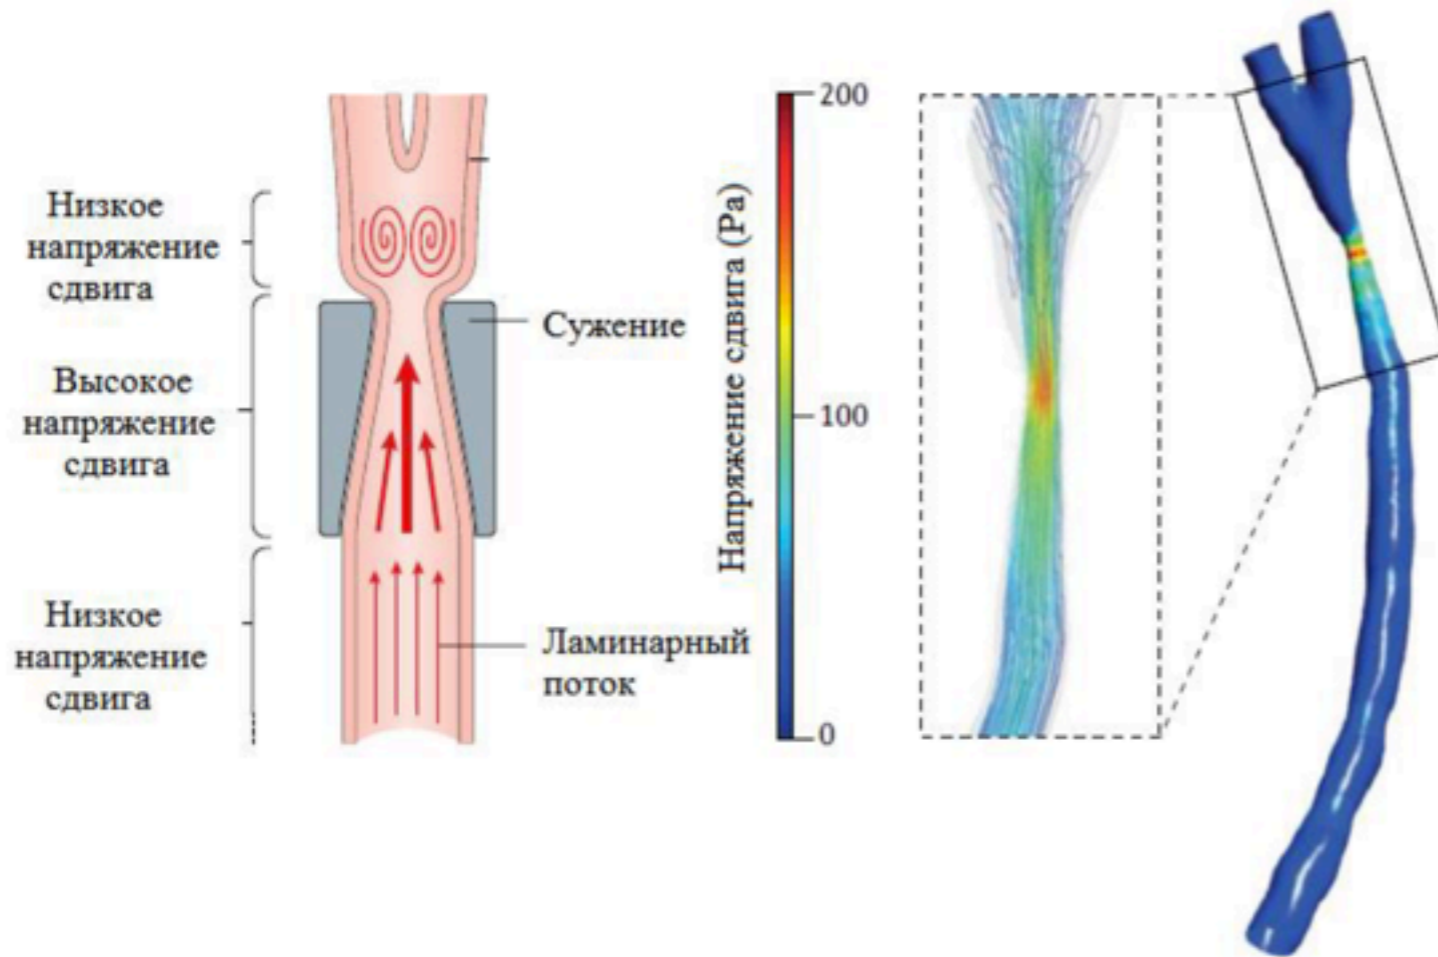 Низкое
напряжение
сдвига
Высокое
напряжение
сдвига
Низкое
напряжение
сдвига
Сужение
Ламинарный
поток
Напряжение сдвига (Pa)
200
100
0